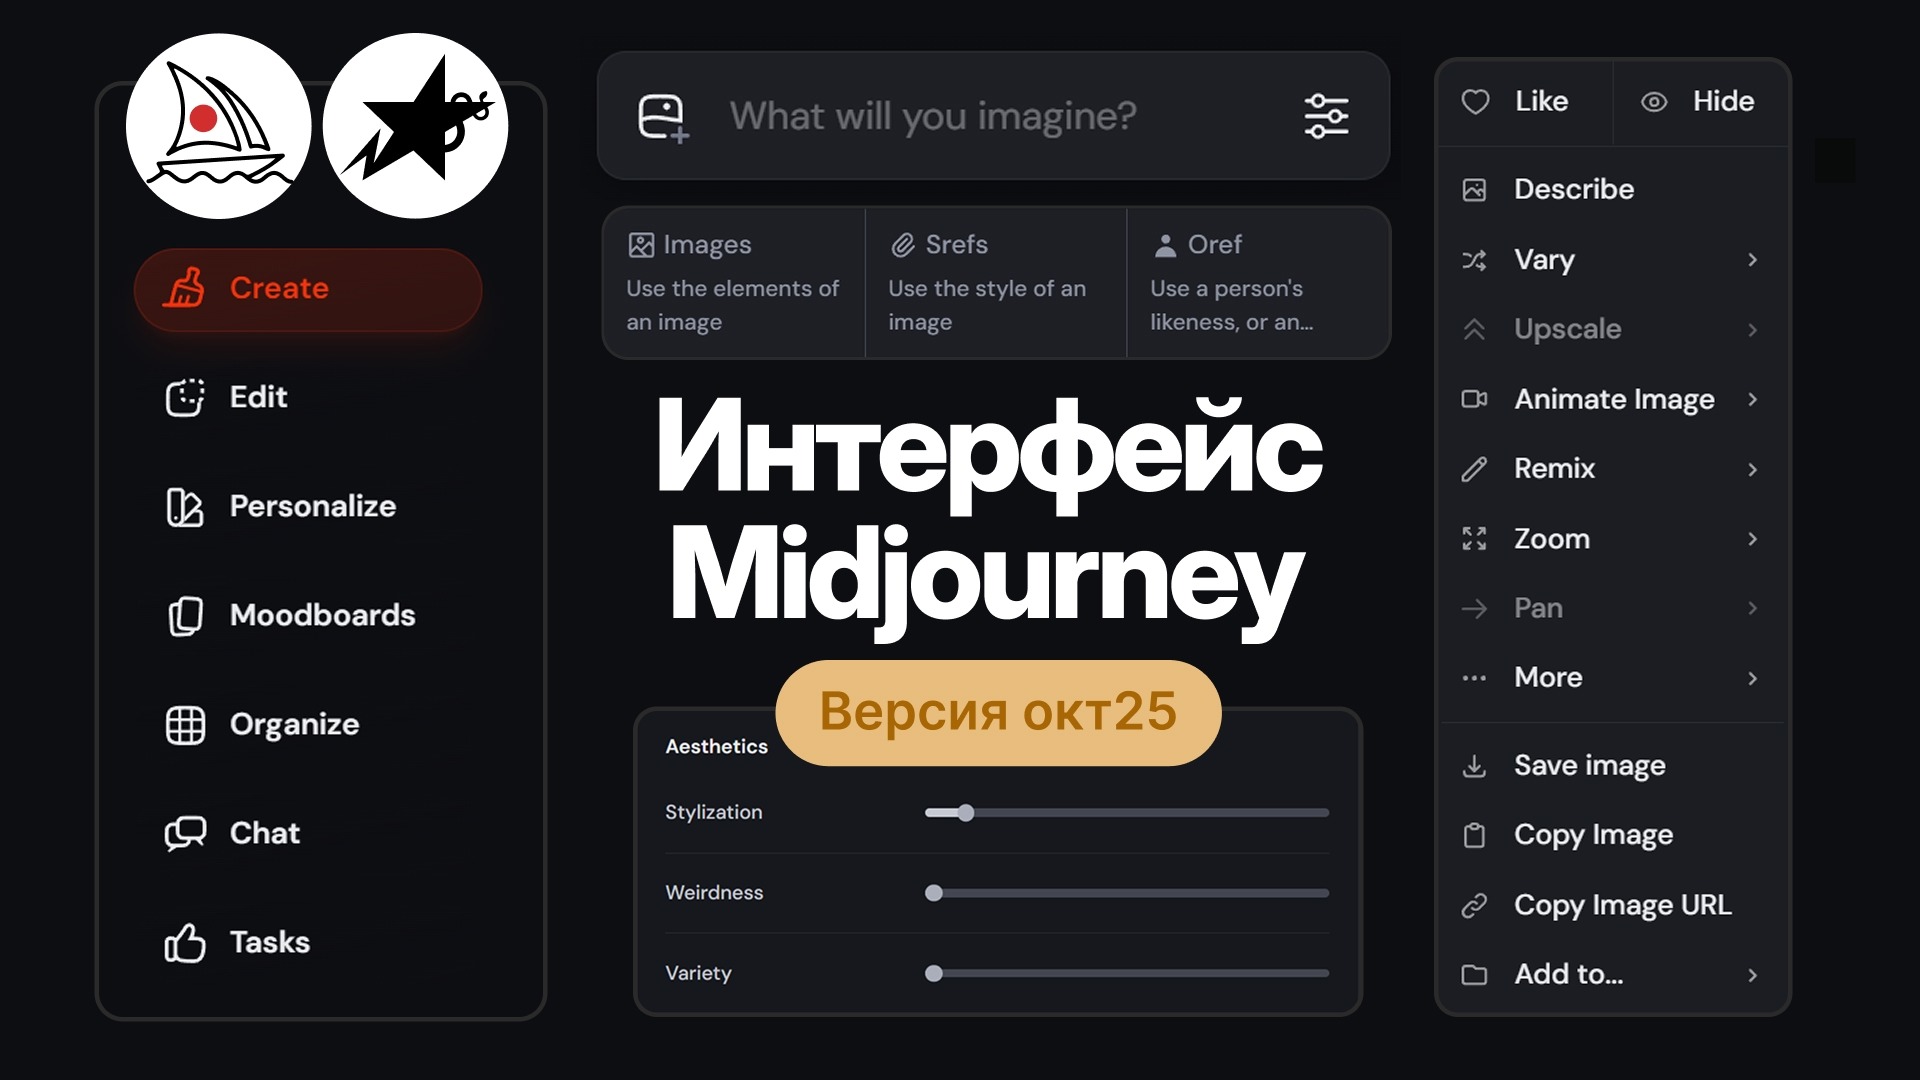 Create
Edit
Personalize
Moodboards
Organize
Chat
Tasks
What will you imagine?
Images
Use the elements of
an image
Srefs
Use the style of an
image
Oref
Use a person's
likeness, or an...
Интерфейс
Midjourney
Версия окт25
Aesthetics
Stylization
Weirdness
Variety
Like
Hide
Describe
Vary
Upscale
Animate Image
Remix
Zoom
Pan
More
Save image
Copy Image
Copy Image URL
Add to...